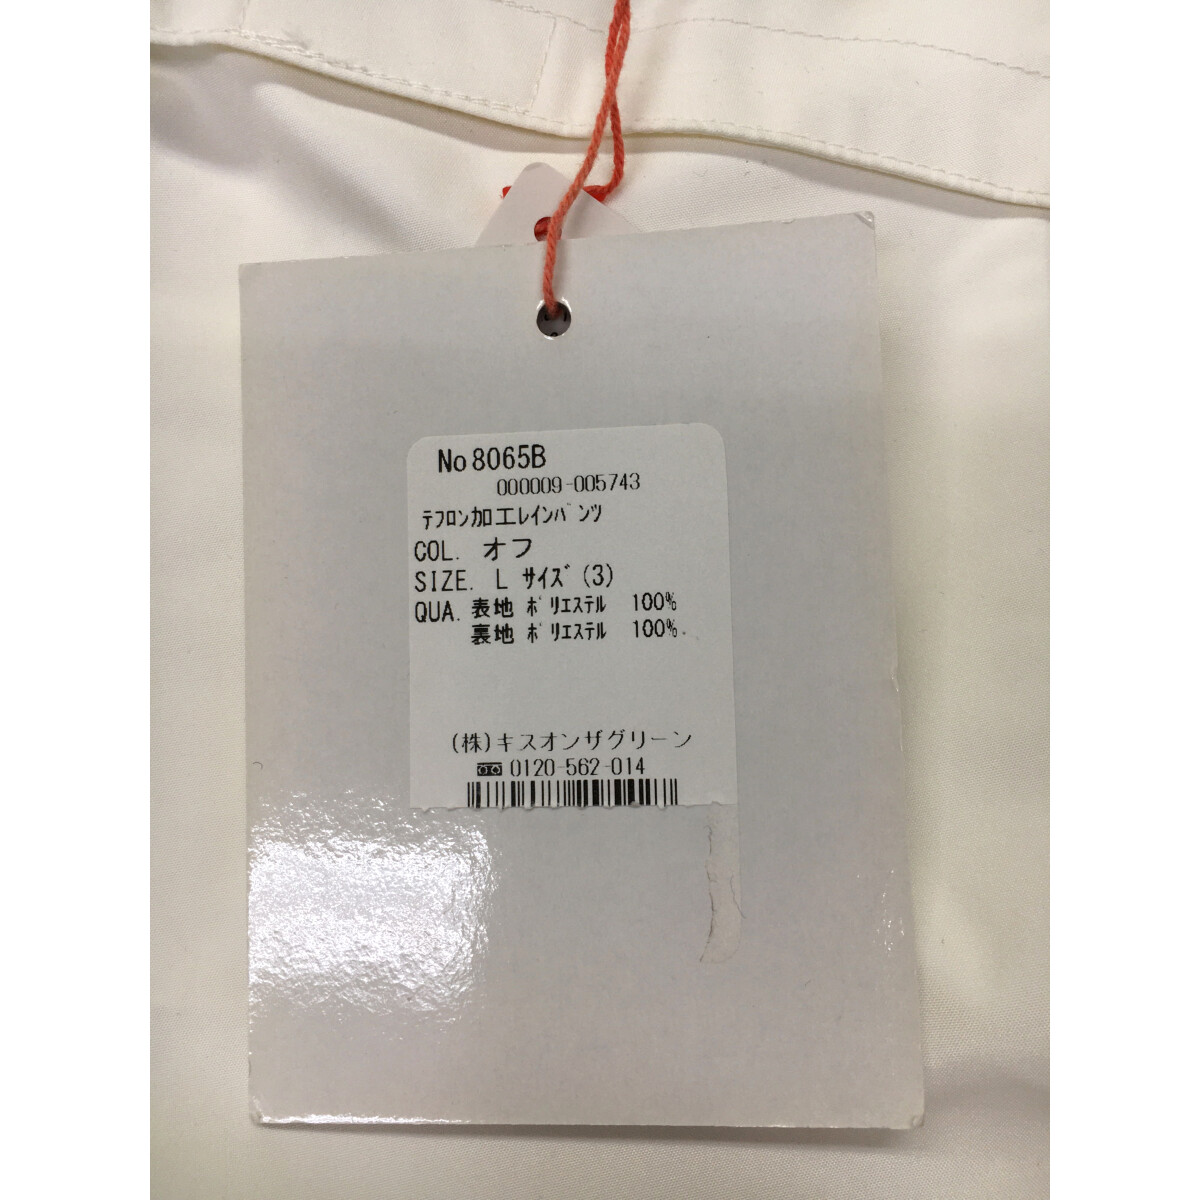 No 8065B
000009-005743
ﾃﾌﾛﾝ加工ﾚｲﾝﾊﾟﾝﾂ
COL. オフ
SIZE. L ｻｲｽﾞ(3)
QUA. 表地 ﾎﾟﾘｴｽﾃﾙ 100%
裏地 ﾎﾟﾘｴｽﾃﾙ 100%.
(株)キスオンザグリーン
0120-562-014